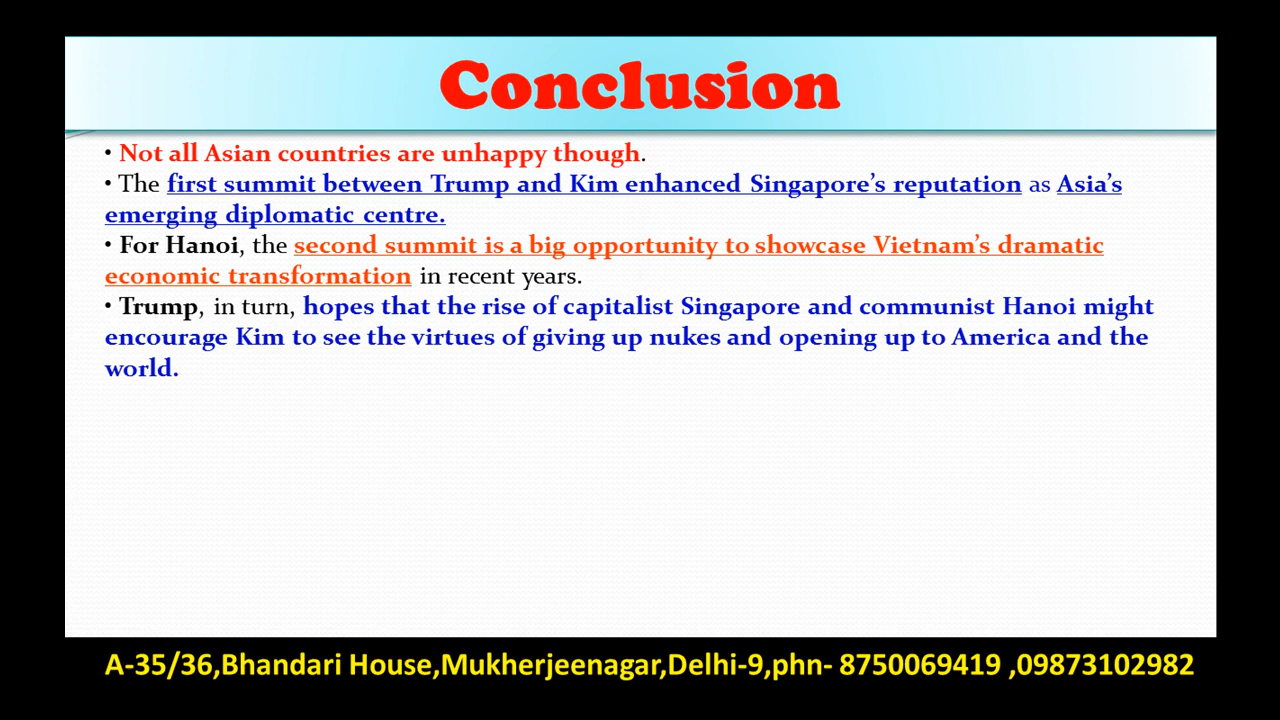 Conclusion
• Not all Asian countries are unhappy though.
• The first summit between Trump and Kim enhanced Singapore’s reputation as Asia’s
emerging diplomatic centre.
• For Hanoi, the second summit is a big opportunity to showcase Vietnam’s dramatic
economic transformation in recent years.
• Trump, in turn, hopes that the rise of capitalist Singapore and communist Hanoi might
encourage Kim to see the virtues of giving up nukes and opening up to America and the
world.
A-35/36,Bhandari House,Mukherjeenagar,Delhi-9,phn- 8750069419 ,09873102982